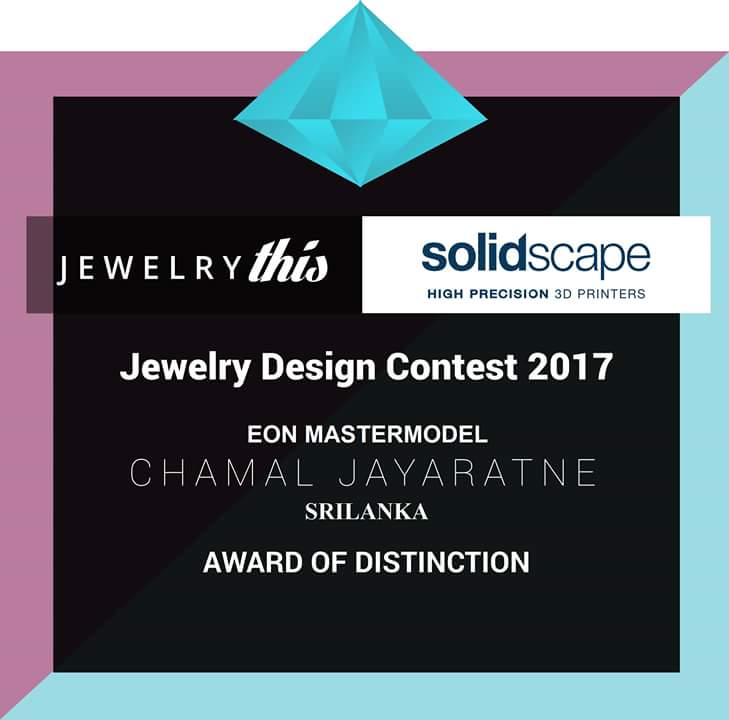 JEWELRY this
solidscape
HIGH PRECISION 3D PRINTERS
Jewelry Design Contest 2017
EON MASTERMODEL
CHAMAL JAYARATNE
SRILANKA
AWARD OF DISTINCTION